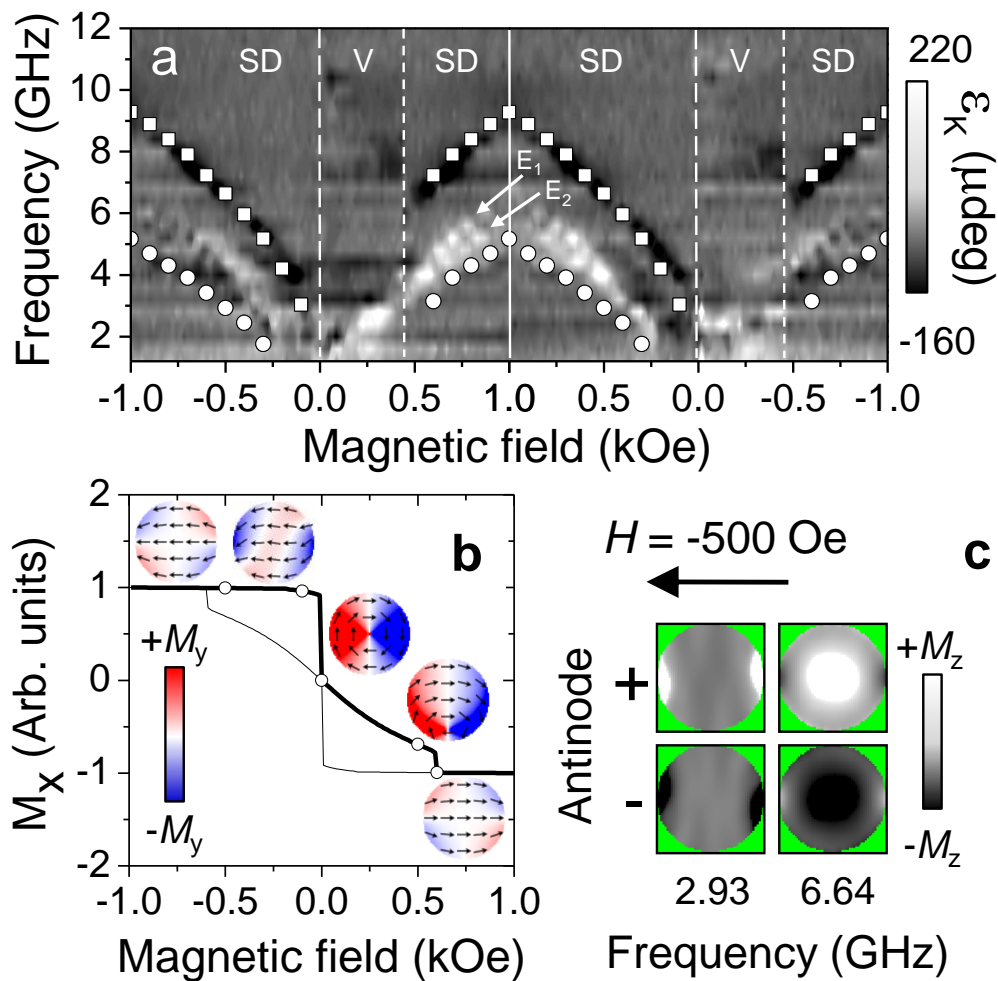 a
12
10
8
6
4
2
Frequency (GHz)
SD
V
SD
SD
V
SD
E1
E2
-1.0
-0.5
0.0
0.5
1.0
0.5
0.0
-0.5
-1.0
Magnetic field (kOe)
220
εK (μdeg)
-160
b
2
1
0
-1
-2
Mx (Arb. units)
+My
-My
-1.0
-0.5
0.0
0.5
1.0
Magnetic field (kOe)
H = -500 Oe
c
Antinode
+
-
+Mz
-Mz
2.93
6.64
Frequency (GHz)